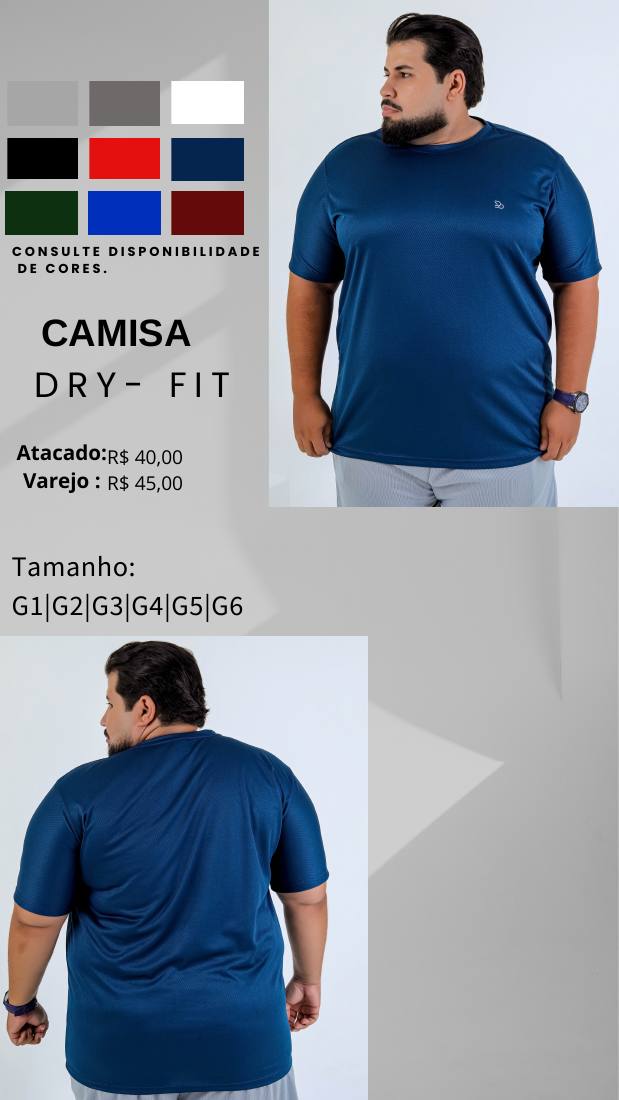 CONSULTE DISPONIBILIDADE
DE CORES.
CAMISA
DRY- FIT
Atacado:R$ 40,00
Varejo : R$ 45,00
Tamanho:
G1|G2|G3|G4|G5|G6